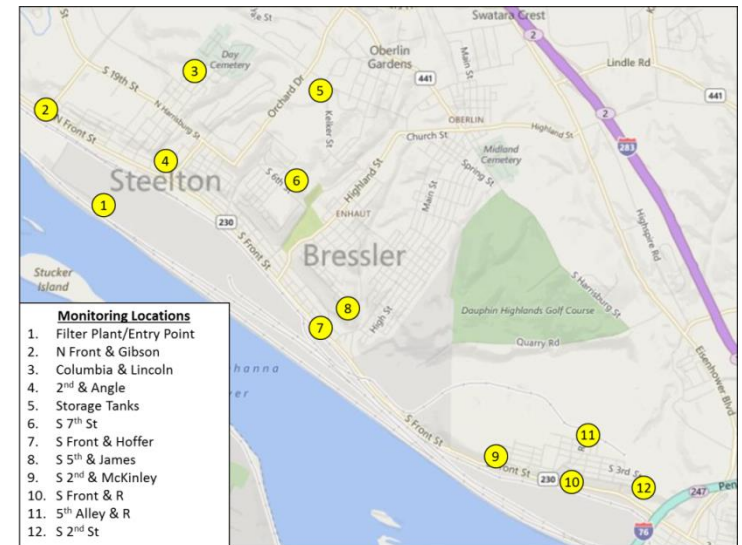 Swatara Crest
2
Lindle Rd
Day
Cemetery
Oberlin
Gardens
Main St
441
441
3
S 19th St
Orchard Dr
5
OBERLIN
2
2
N Front St
N Harrisburg St
Kelker St
Church St
Highland St
283
4
Midland
Cemetery
Steelton
S 6th St
6
Highland St
Spring St
1
ENHAUT
Main St
Highspire Rd
230
S Front St
Bressler
Stucker
Island
S Harrisburg St
8
High St
Dauphin Highlands Golf Course
7
Quarry Rd
Eisenhower Blvd
Monitoring Locations
1. Filter Plant/Entry Point
2. N Front & Gibson
3. Columbia & Lincoln
4. 2nd & Angle
5. Storage Tanks
6. S 7th St
7. S Front & Hoffer
8. S 5th & James
9. S 2nd & McKinley
10. S Front & R
11. 5th Alley & R
12. S 2nd St
hanna
ver
S Front St
11
9
ont St
S 3rd St
230
10
12
247
Pen
76